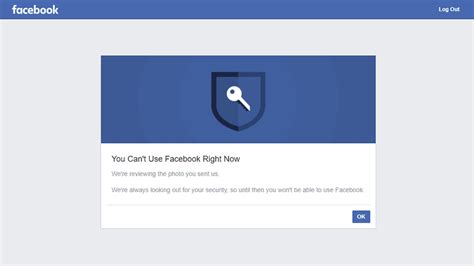 facebook
Log Out
You Can't Use Facebook Right Now
We're reviewing the photo you sent us.
We're always looking out for your security, so until then you won't be able to use Facebook.
OK